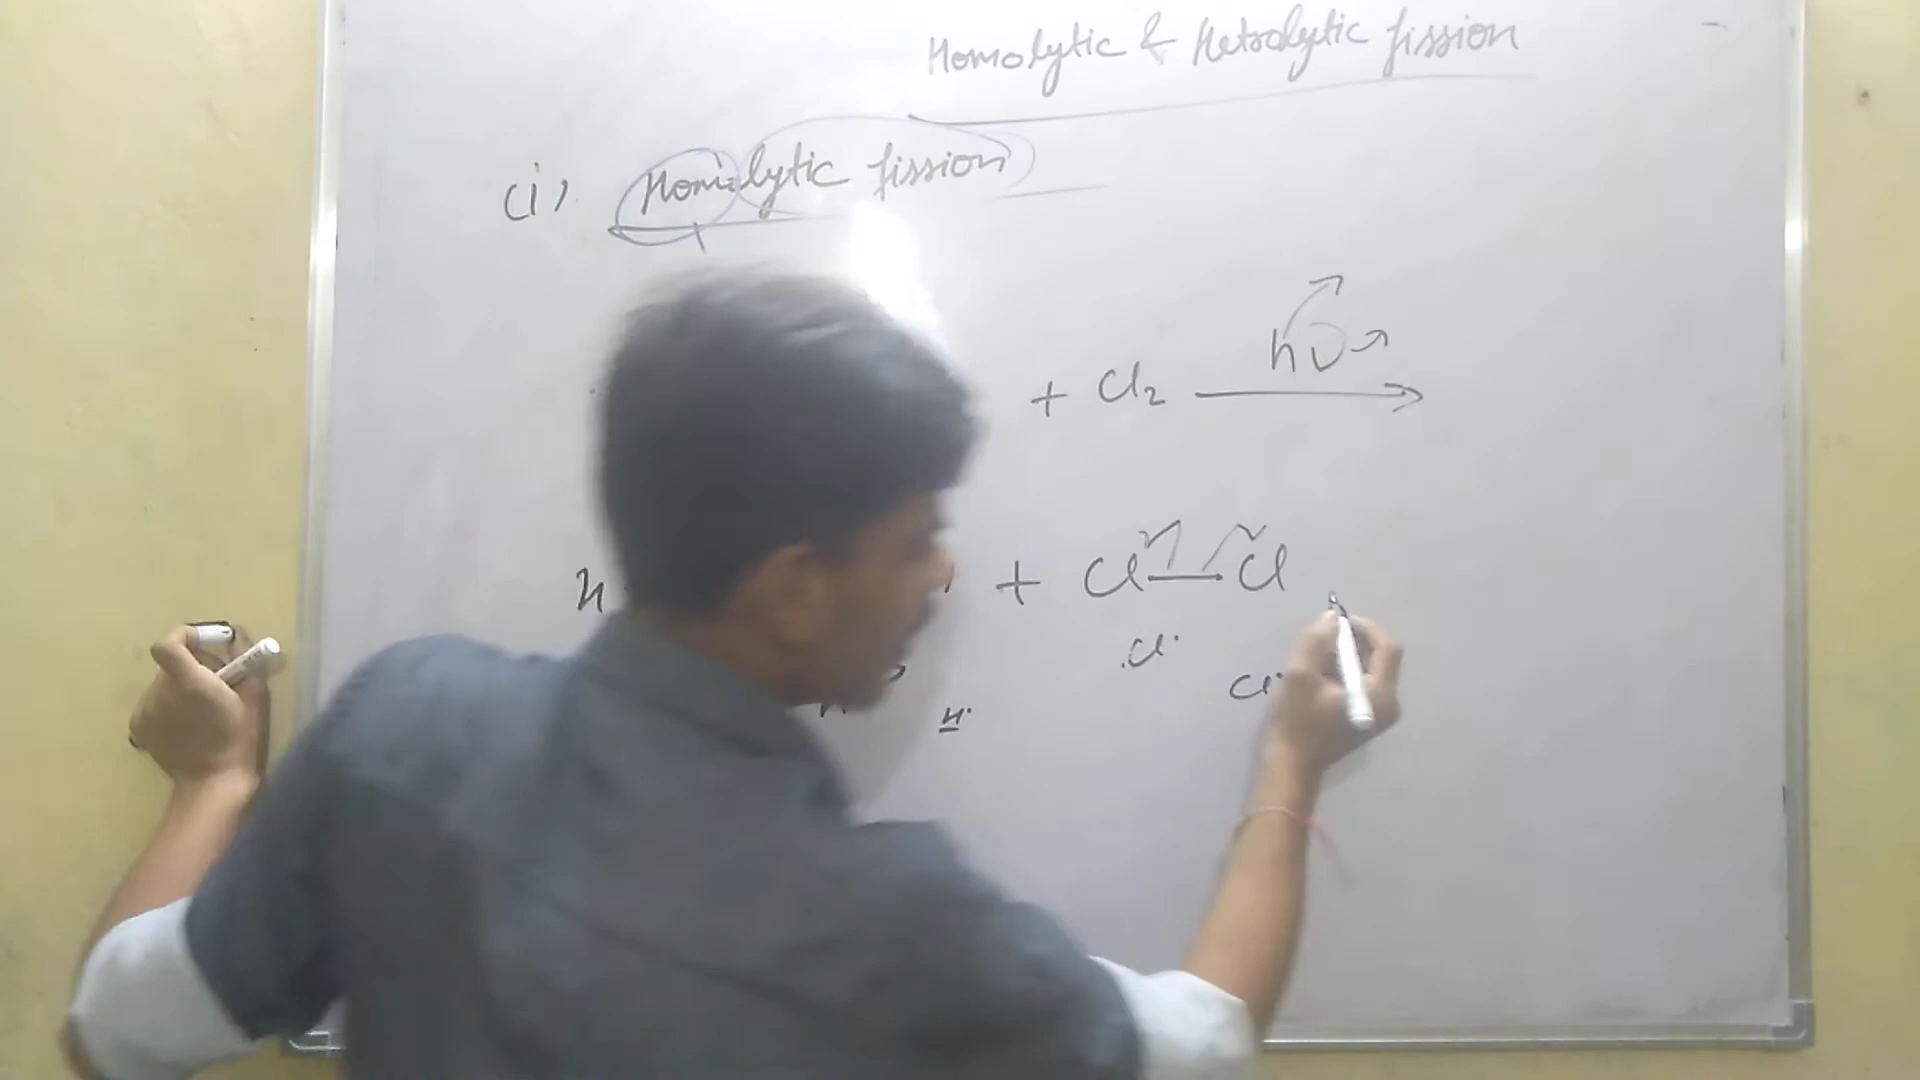 Homolytic & Hetrolytic fission
(i) Homolytic fission
+ Cl₂ hν →
H + Cl — Cl
.Cl·
Cl·
H·